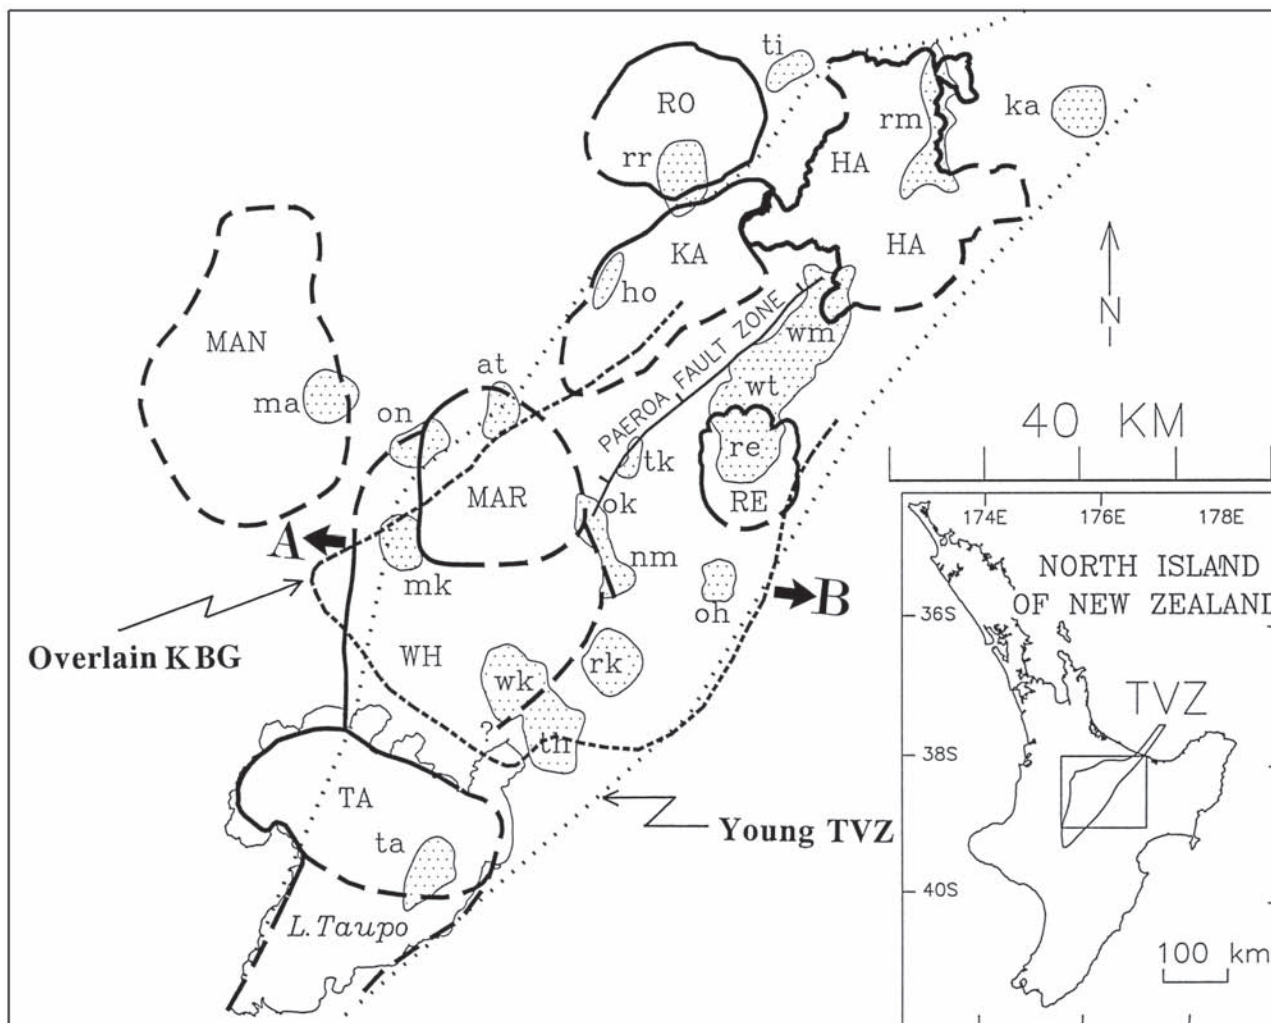 ti
RO
ka
rm
rr
HA
HA
KA
ho
N
MAN
PAEROA FAULT ZONE
wm
at
wt
ma
on
40 KM
re
tk
MAR
RE
ok
174E 176E 178E
A
nm
NORTH ISLAND
OF NEW ZEALAND
mk
B
oh
36S
Overlain KBG
WH
rk
wk
TVZ
?
th
38S
TA
Young TVZ
ta
40S
L.Taupo
100 km